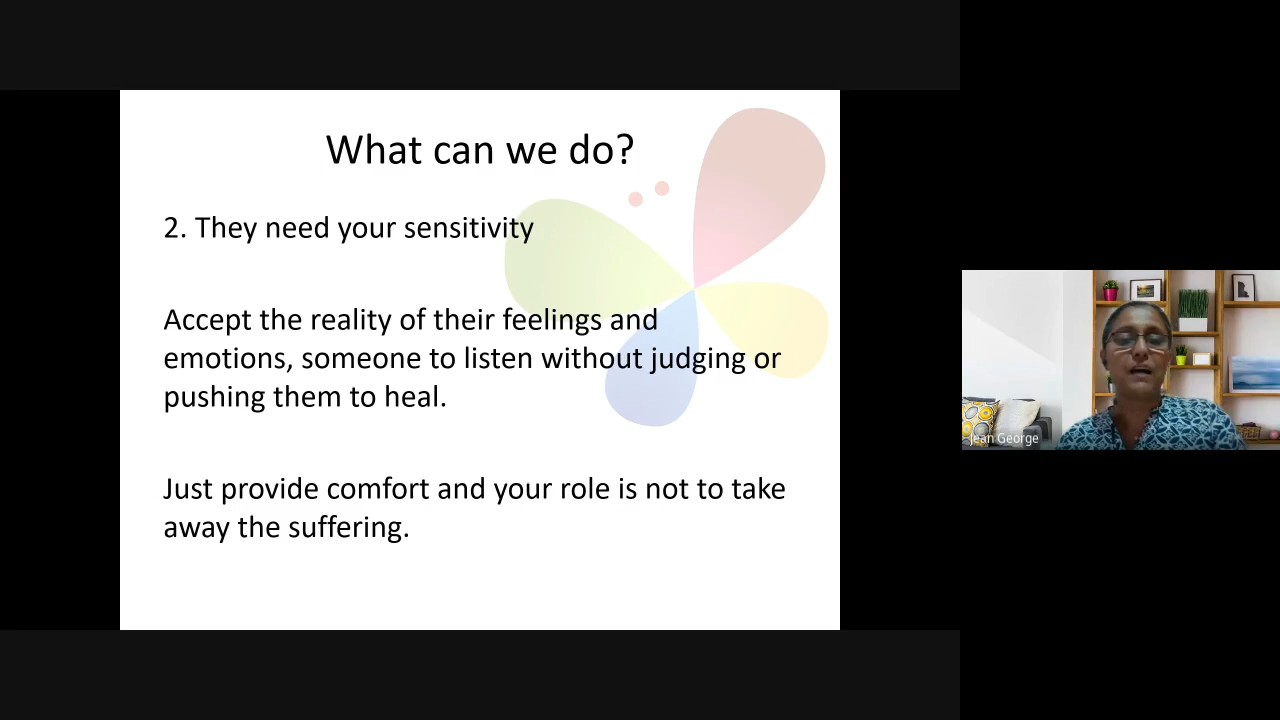 What can we do?
2. They need your sensitivity
Accept the reality of their feelings and
emotions, someone to listen without judging or
pushing them to heal.
Just provide comfort and your role is not to take
away the suffering.
Jean George